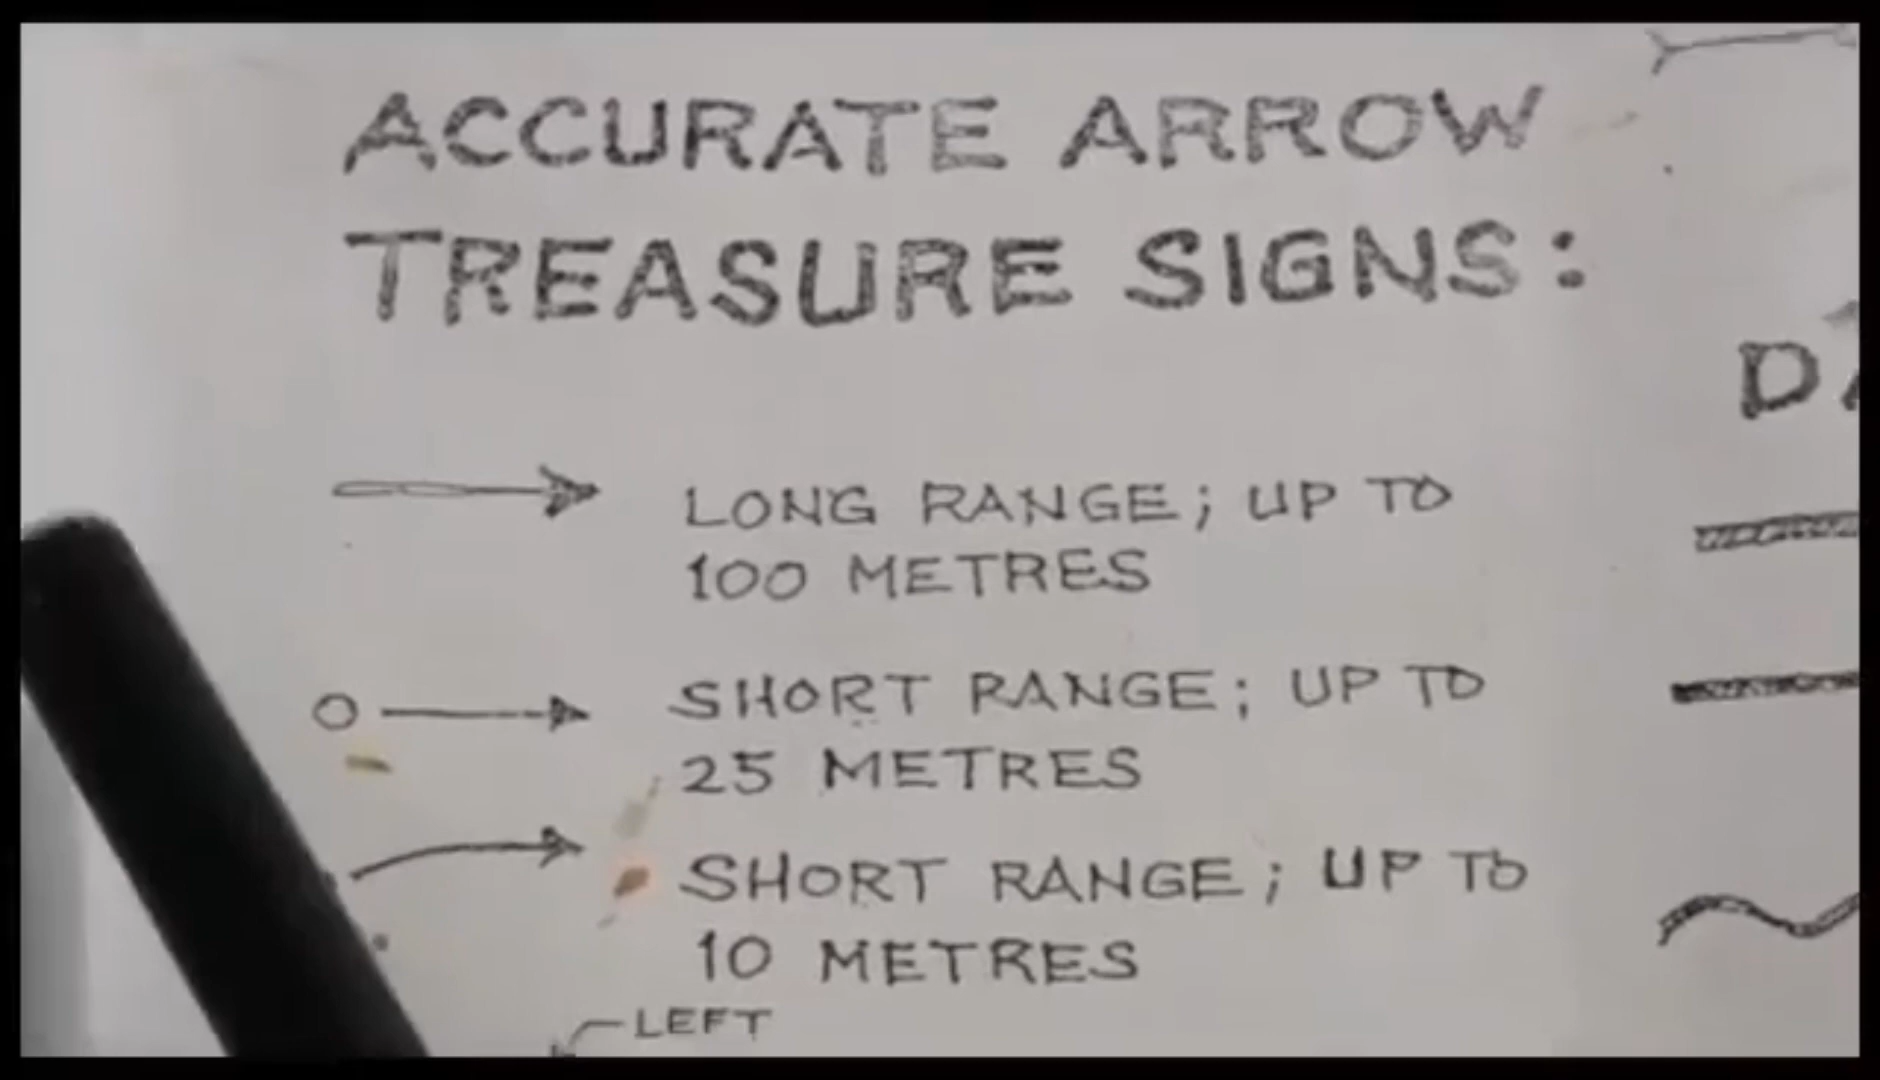 ACCURATE ARROW
TREASURE SIGNS:
LONG RANGE; UP TO
100 METRES
SHORT RANGE; UP TO
25 METRES
SHORT RANGE; UP TO
10 METRES
LEFT